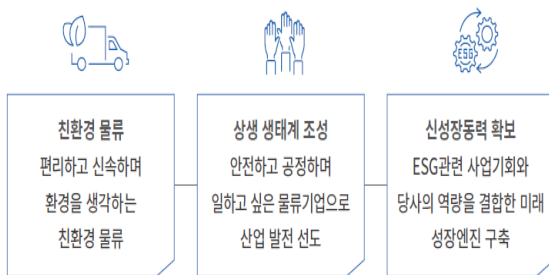 ESG
친환경 물류
편리하고 신속하며
환경을 생각하는
친환경 물류
상생 생태계 조성
안전하고 공정하며
일하고 싶은 물류기업으로
산업 발전 선도
신성장동력 확보
ESG관련 사업기회와
당사의 역량을 결합한 미래
성장엔진 구축